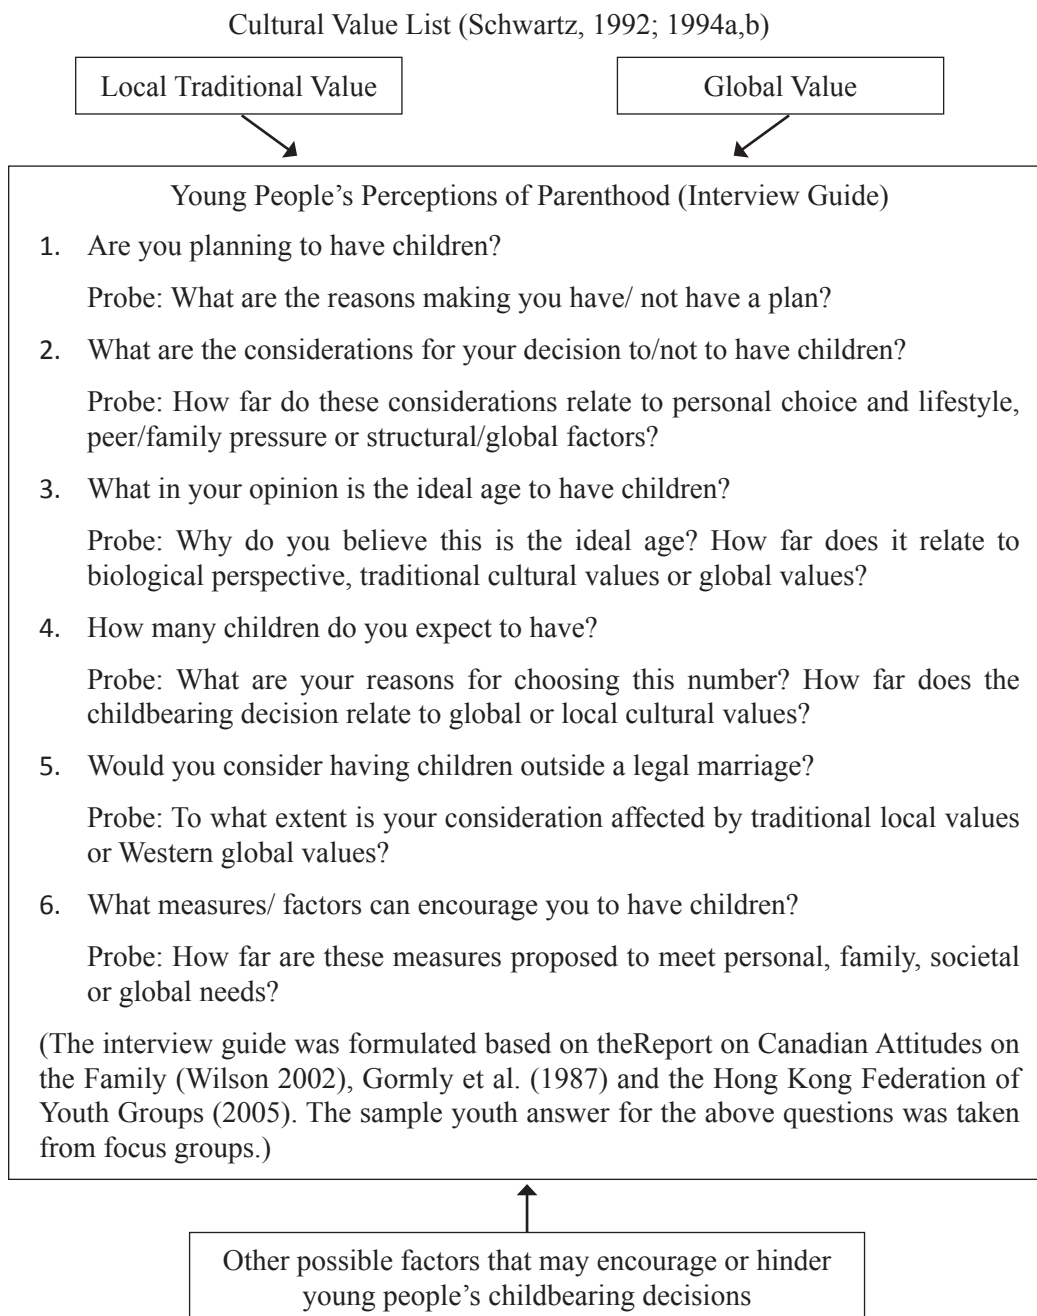 Cultural Value List (Schwartz, 1992; 1994a,b)
Local Traditional Value
Global Value
Young People’s Perceptions of Parenthood (Interview Guide)
1. Are you planning to have children?
Probe: What are the reasons making you have/ not have a plan?
2. What are the considerations for your decision to/not to have children?
Probe: How far do these considerations relate to personal choice and lifestyle,
peer/family pressure or structural/global factors?
3. What in your opinion is the ideal age to have children?
Probe: Why do you believe this is the ideal age? How far does it relate to
biological perspective, traditional cultural values or global values?
4. How many children do you expect to have?
Probe: What are your reasons for choosing this number? How far does the
childbearing decision relate to global or local cultural values?
5. Would you consider having children outside a legal marriage?
Probe: To what extent is your consideration affected by traditional local values
or Western global values?
6. What measures/ factors can encourage you to have children?
Probe: How far are these measures proposed to meet personal, family, societal
or global needs?
(The interview guide was formulated based on theReport on Canadian Attitudes on
the Family (Wilson 2002), Gormly et al. (1987) and the Hong Kong Federation of
Youth Groups (2005). The sample youth answer for the above questions was taken
from focus groups.)
Other possible factors that may encourage or hinder
young people’s childbearing decisions